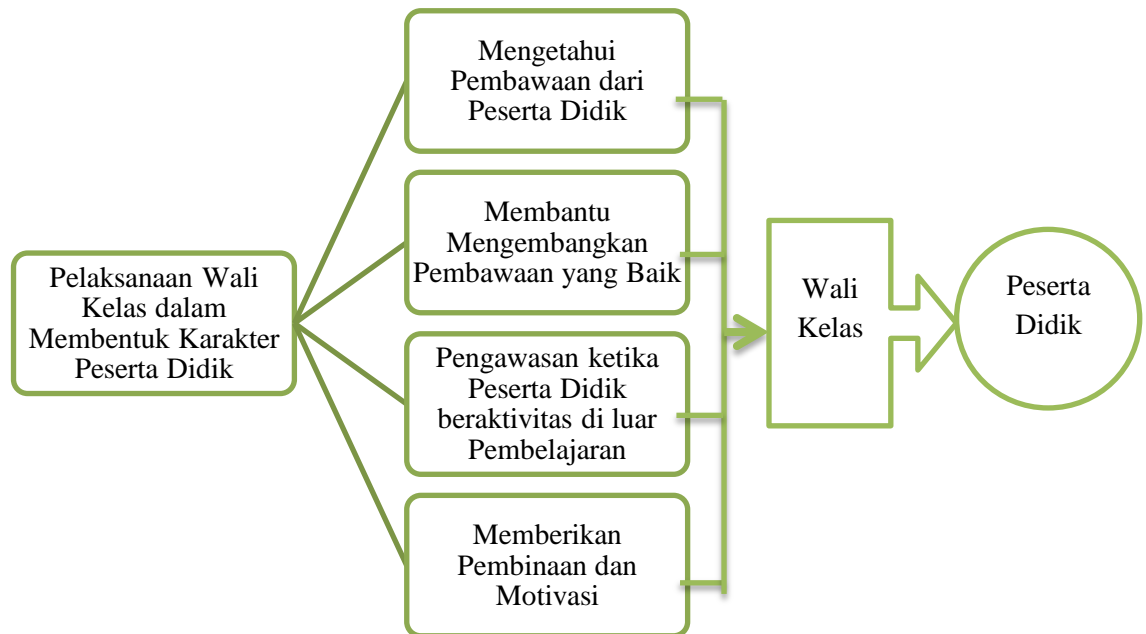 Pelaksanaan Wali
Kelas dalam
Membentuk Karakter
Peserta Didik
Mengetahui
Pembawaan dari
Peserta Didik
Membantu
Mengembangkan
Pembawaan yang Baik
Pengawasan ketika
Peserta Didik
beraktivitas di luar
Pembelajaran
Memberikan
Pembinaan dan
Motivasi
Wali
Kelas
Peserta
Didik